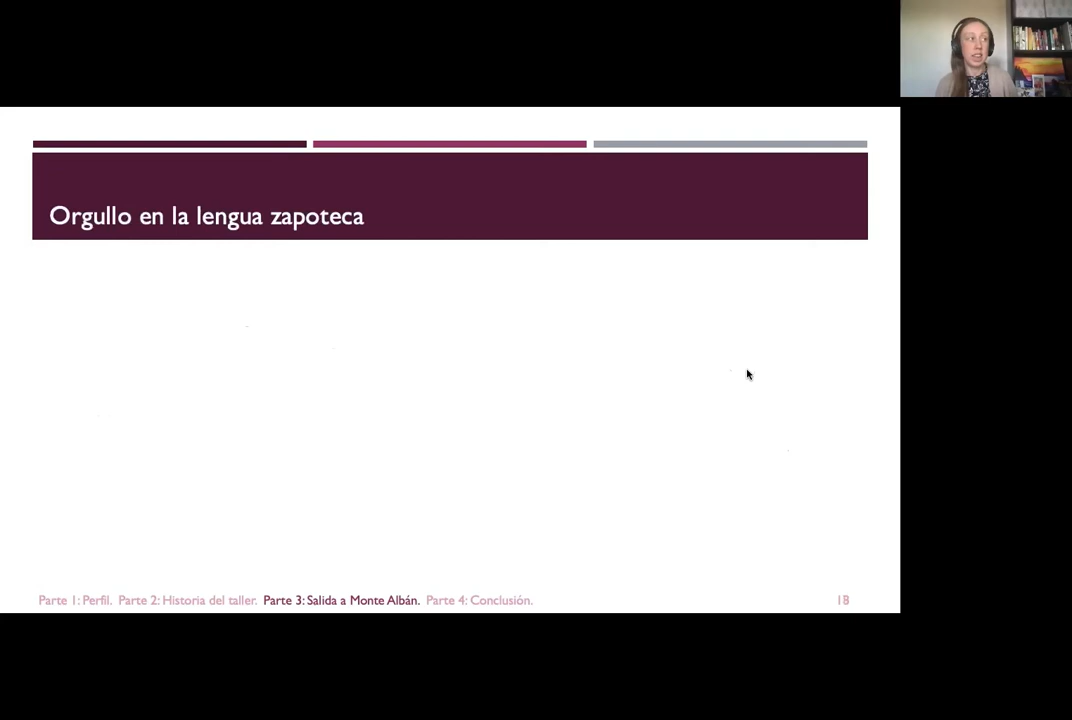 Orgullo en la lengua zapoteca
Parte 1: Perfil. Parte 2: Historia del taller. Parte 3: Salida a Monte Albán. Parte 4: Conclusión.
18